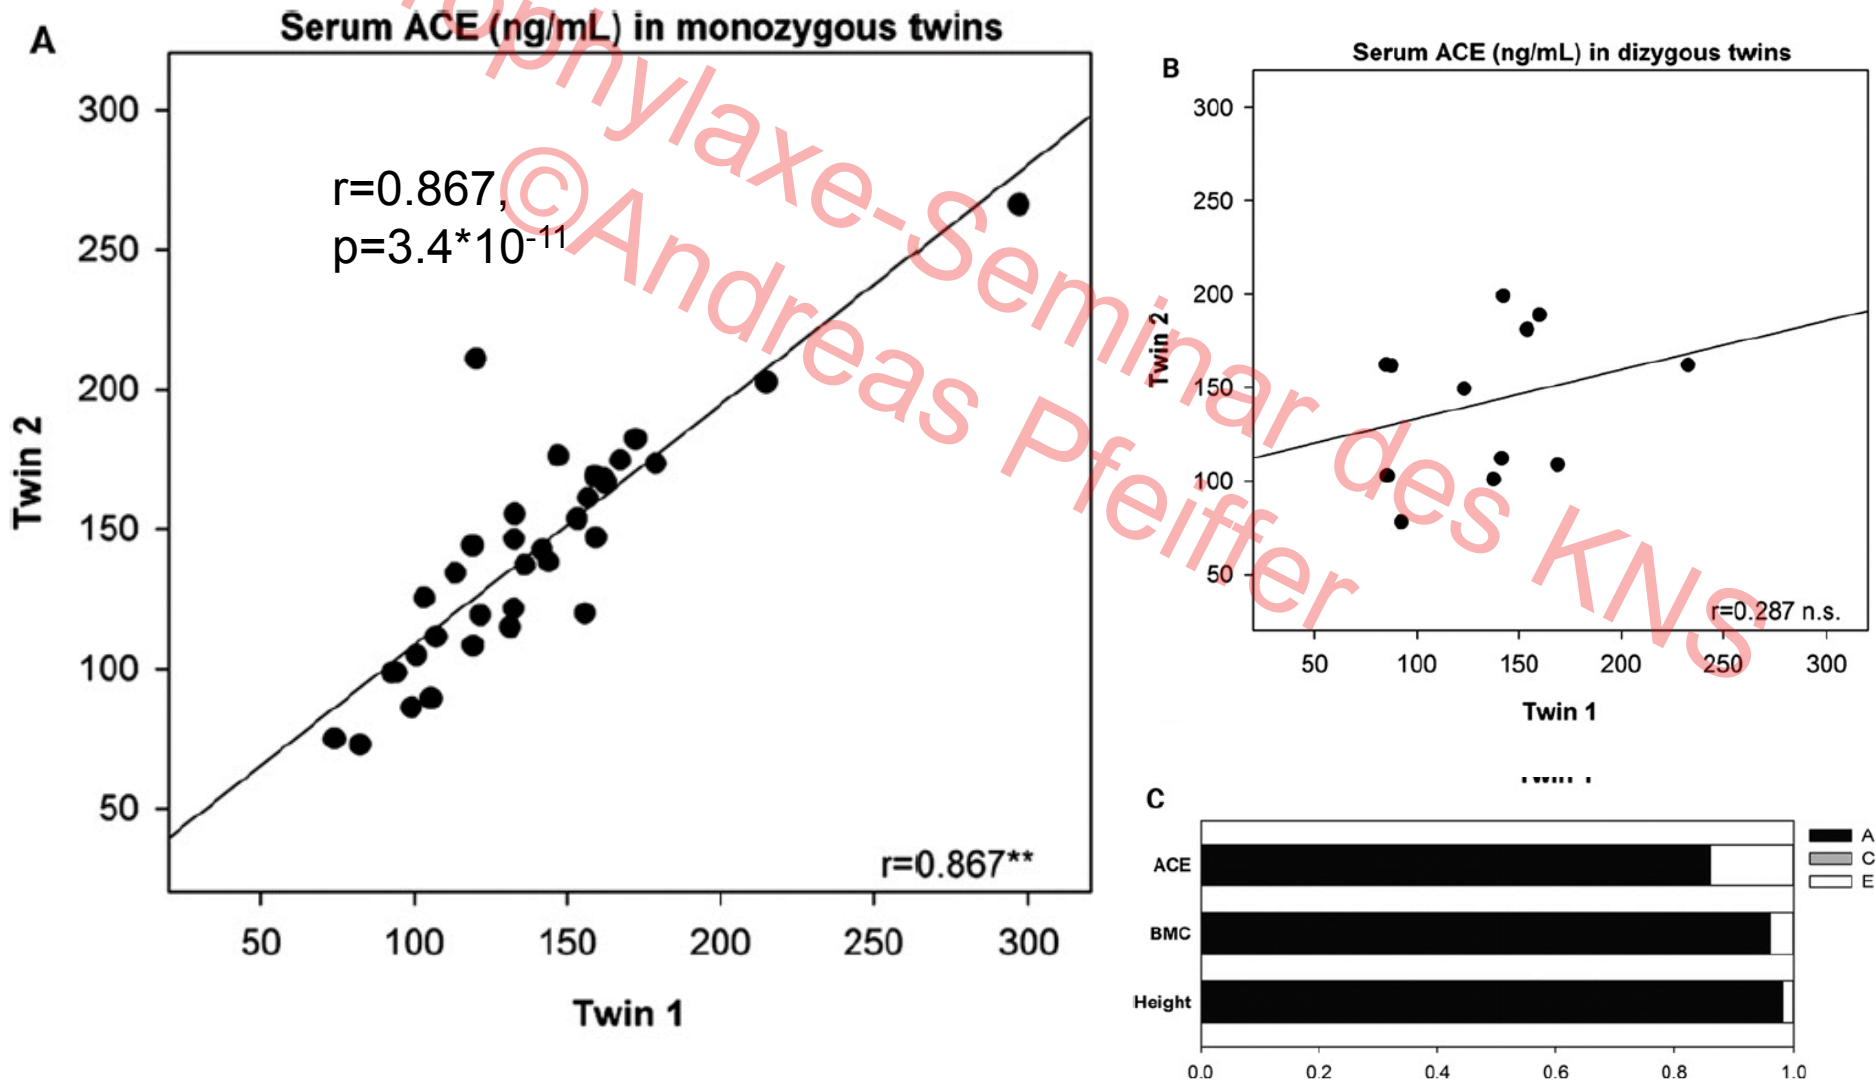 A
Serum ACE (ng/mL) in monozygous twins
300
250
200
150
100
50
Twin 2
r=0.867,
p=3.4*10-11
r=0.867**
50 100 150 200 250 300
Twin 1
B
Serum ACE (ng/mL) in dizygous twins
300
250
200
150
100
50
Twin 2
r=0.287 n.s.
50 100 150 200 250 300
Twin 1
C
ACE
BMC
Height
0.0 0.2 0.4 0.6 0.8 1.0
A
C
E
ophylaxe-Seminar des KNS
©Andreas Pfeiffer